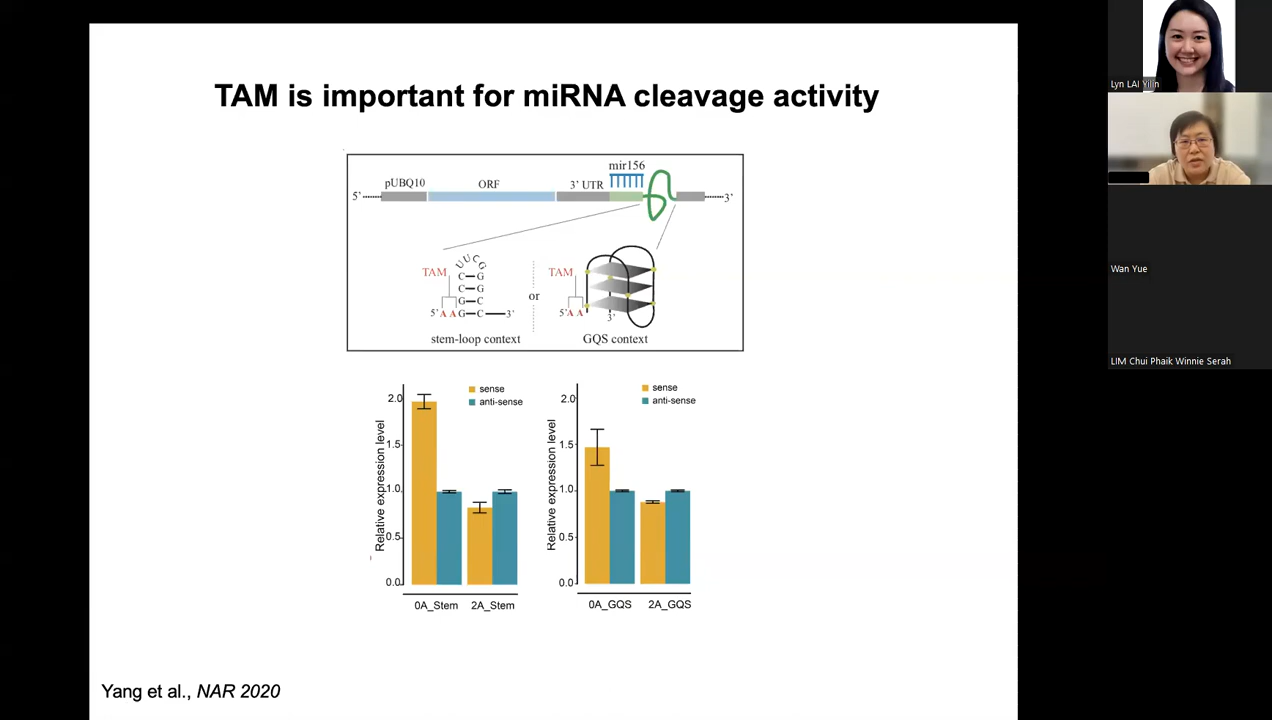 TAM is important for miRNA cleavage activity
Lyn LAI Yilin
Wan Yue
LIM Chui Phaik Winnie Serah
mir156
pUBQ10
ORF
3' UTR
5'
3'
TAM
UUCG
C G
C G
G C
5' A A G C 3'
stem-loop context
or
TAM
5' A A
3'
GQS context
Relative expression level
2.0
1.5
1.0
0.5
0.0
sense
anti-sense
0A_Stem 2A_Stem
Relative expression level
2.0
1.5
1.0
0.5
0.0
sense
anti-sense
0A_GQS 2A_GQS
Yang et al., NAR 2020